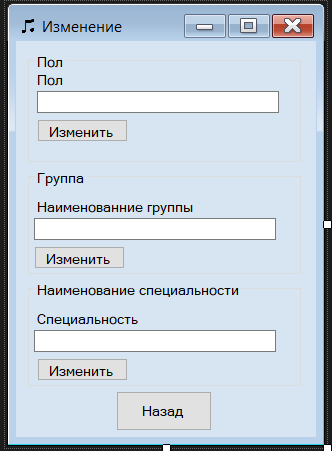 Изменение
Пол
Пол
Изменить
Группа
Наименованние группы
Изменить
Наименование специальности
Специальность
Изменить
Назад